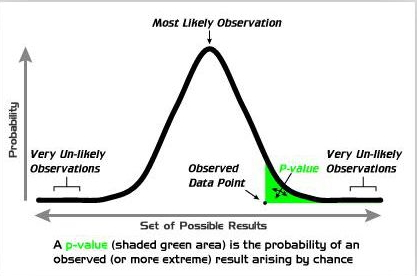 Most Likely Observation
Probability
Very Un-likely
Observations
Observed
Data Point
P-value
Very Un-likely
Observations
Set of Possible Results
A p-value (shaded green area) is the probability of an
observed (or more extreme) result arising by chance